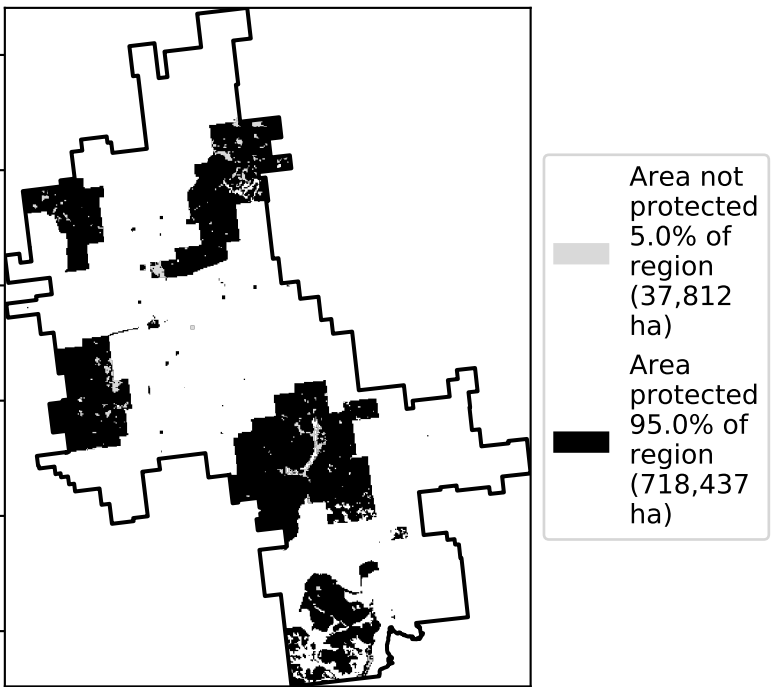 Area not
protected
5.0% of
region
(37,812
ha)
Area
protected
95.0% of
region
(718,437
ha)